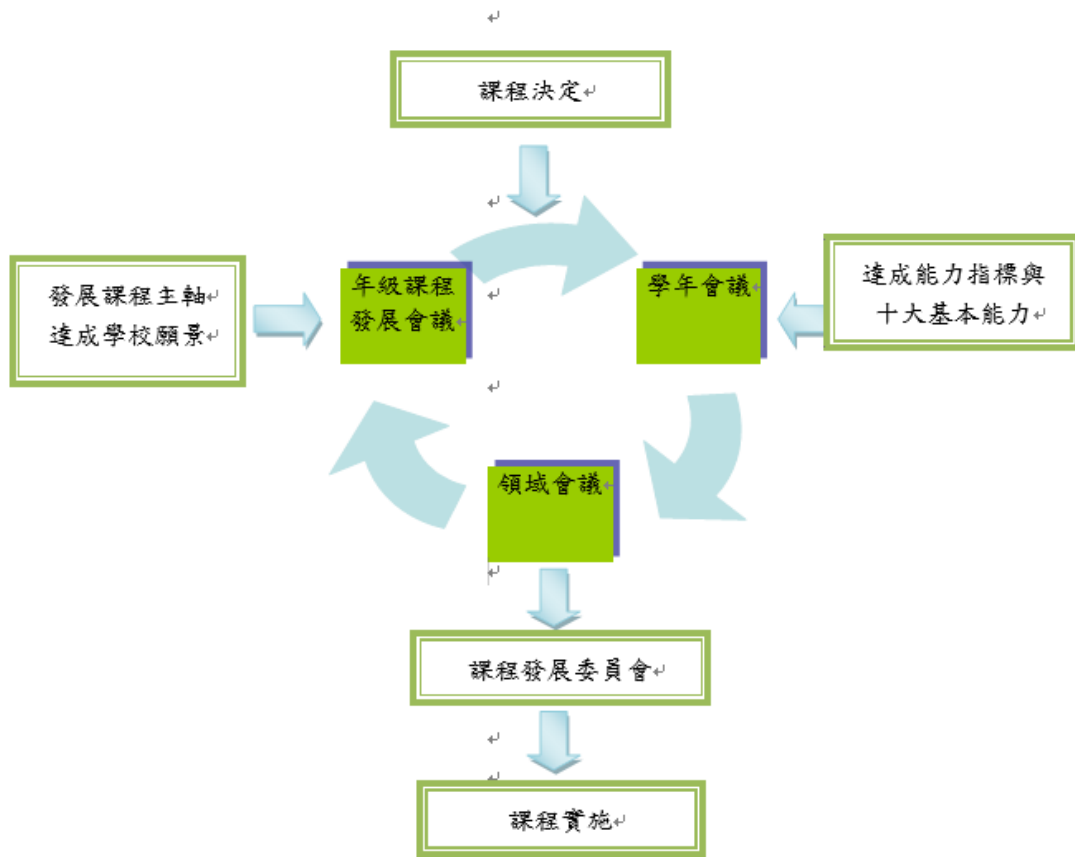 課程決定
發展課程主軸
達成學校願景
年級課程
發展會議
學年會議
達成能力指標與
十大基本能力
領域會議
課程發展委員會
課程實施